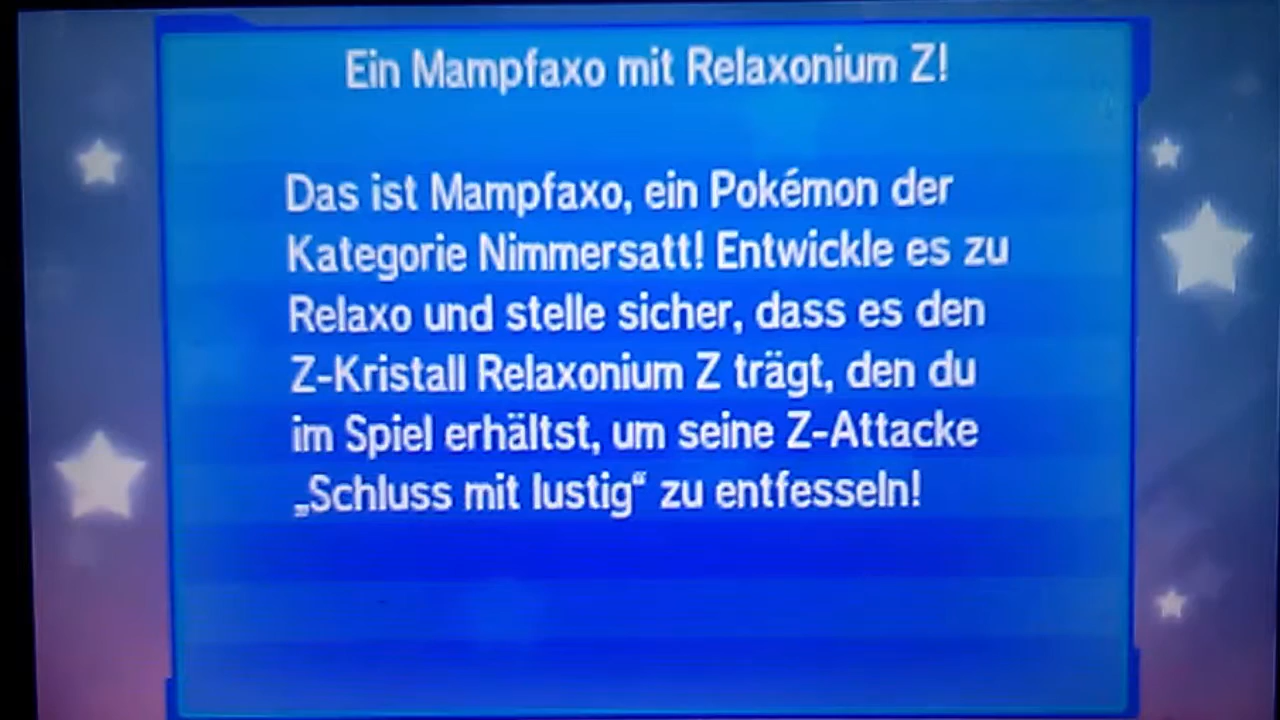 Ein Mampfaxo mit Relaxonium Z!
Das ist Mampfaxo, ein Pokémon der
Kategorie Nimmersatt! Entwickle es zu
Relaxo und stelle sicher, dass es den
Z-Kristall Relaxonium Z trägt, den du
im Spiel erhältst, um seine Z-Attacke
„Schluss mit lustig“ zu entfesseln!